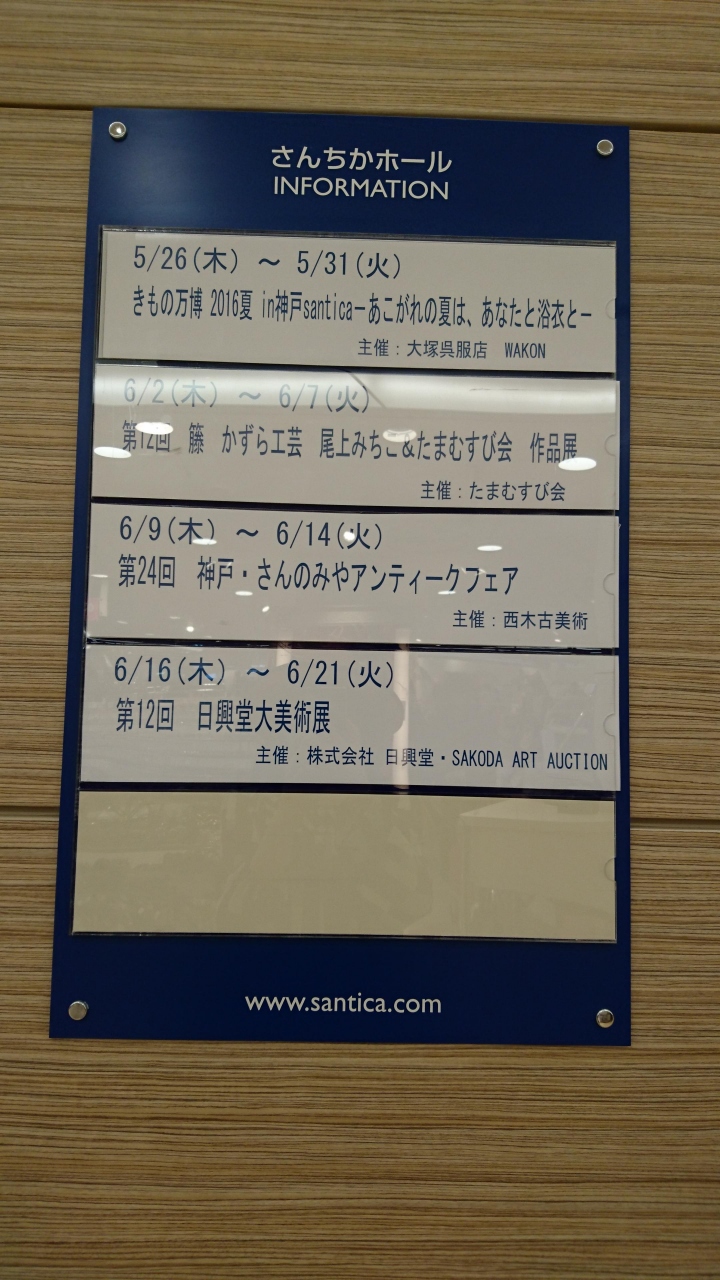 さんちかホール
INFORMATION
5/26(木) ～ 5/31(火)
きもの万博 2016夏 in神戸santica－あこがれの夏は、あなたと浴衣と－
主催：大塚呉服店 WAKON
6/2(木) ～ 6/7(火)
第12回 籐 かずら工芸 尾上みちこ&たまむすび会 作品展
主催：たまむすび会
6/9(木) ～ 6/14(火)
第24回 神戸・さんのみやアンティークフェア
主催：西木古美術
6/16(木) ～ 6/21(火)
第12回 日興堂大美術展
主催：株式会社 日興堂・SAKODA ART AUCTION
www.santica.com